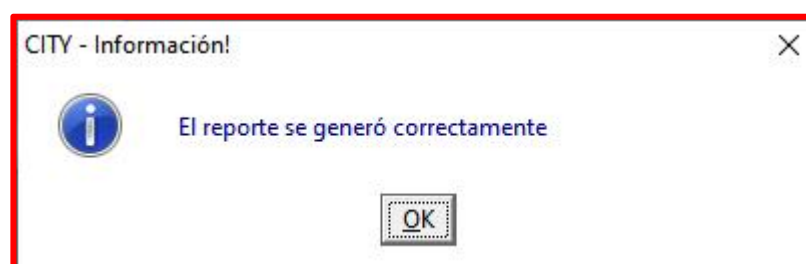 CITY - Información!
El reporte se generó correctamente
OK